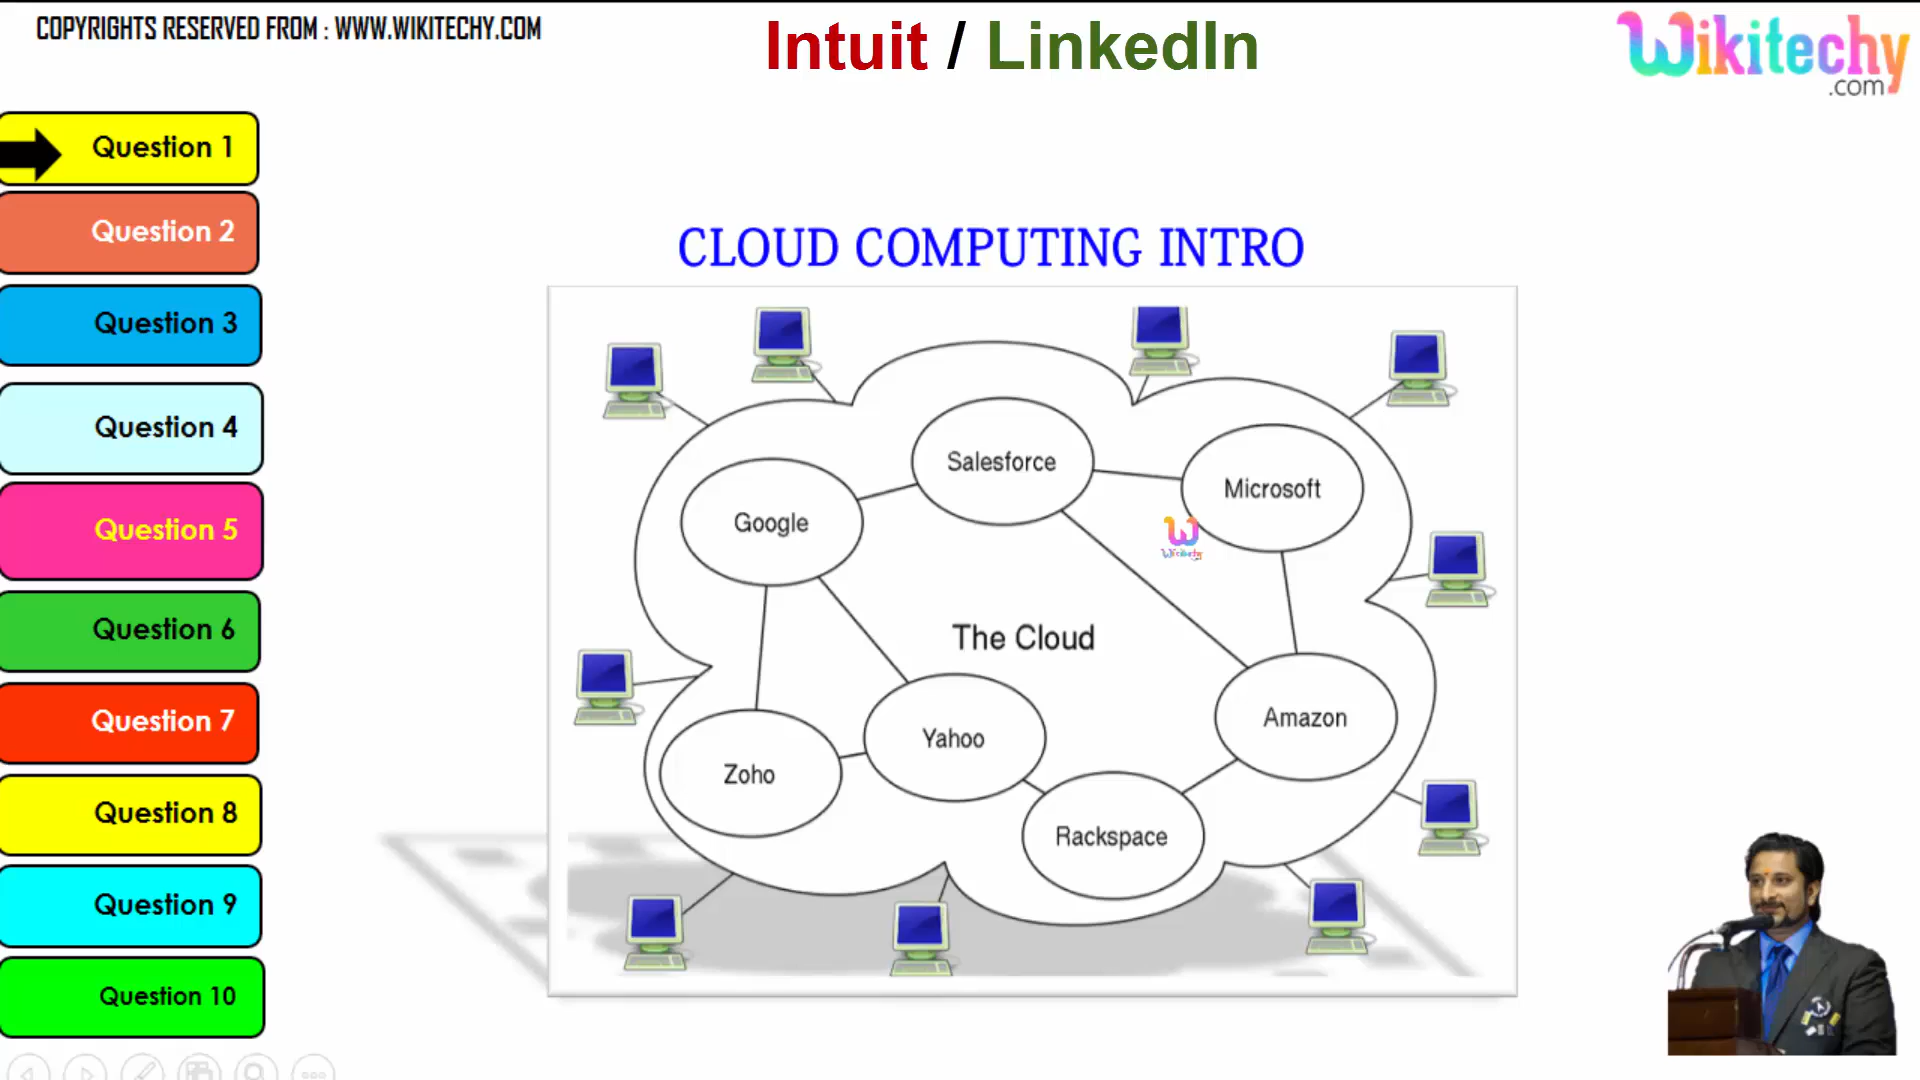 COPYRIGHTS RESERVED FROM : WWW.WIKITECHY.COM
Intuit / LinkedIn
Wikitechy
.com
Question 1
Question 2
Question 3
Question 4
Question 5
Question 6
Question 7
Question 8
Question 9
Question 10
CLOUD COMPUTING INTRO
Salesforce
Microsoft
Google
Wikitechy
The Cloud
Amazon
Yahoo
Zoho
Rackspace